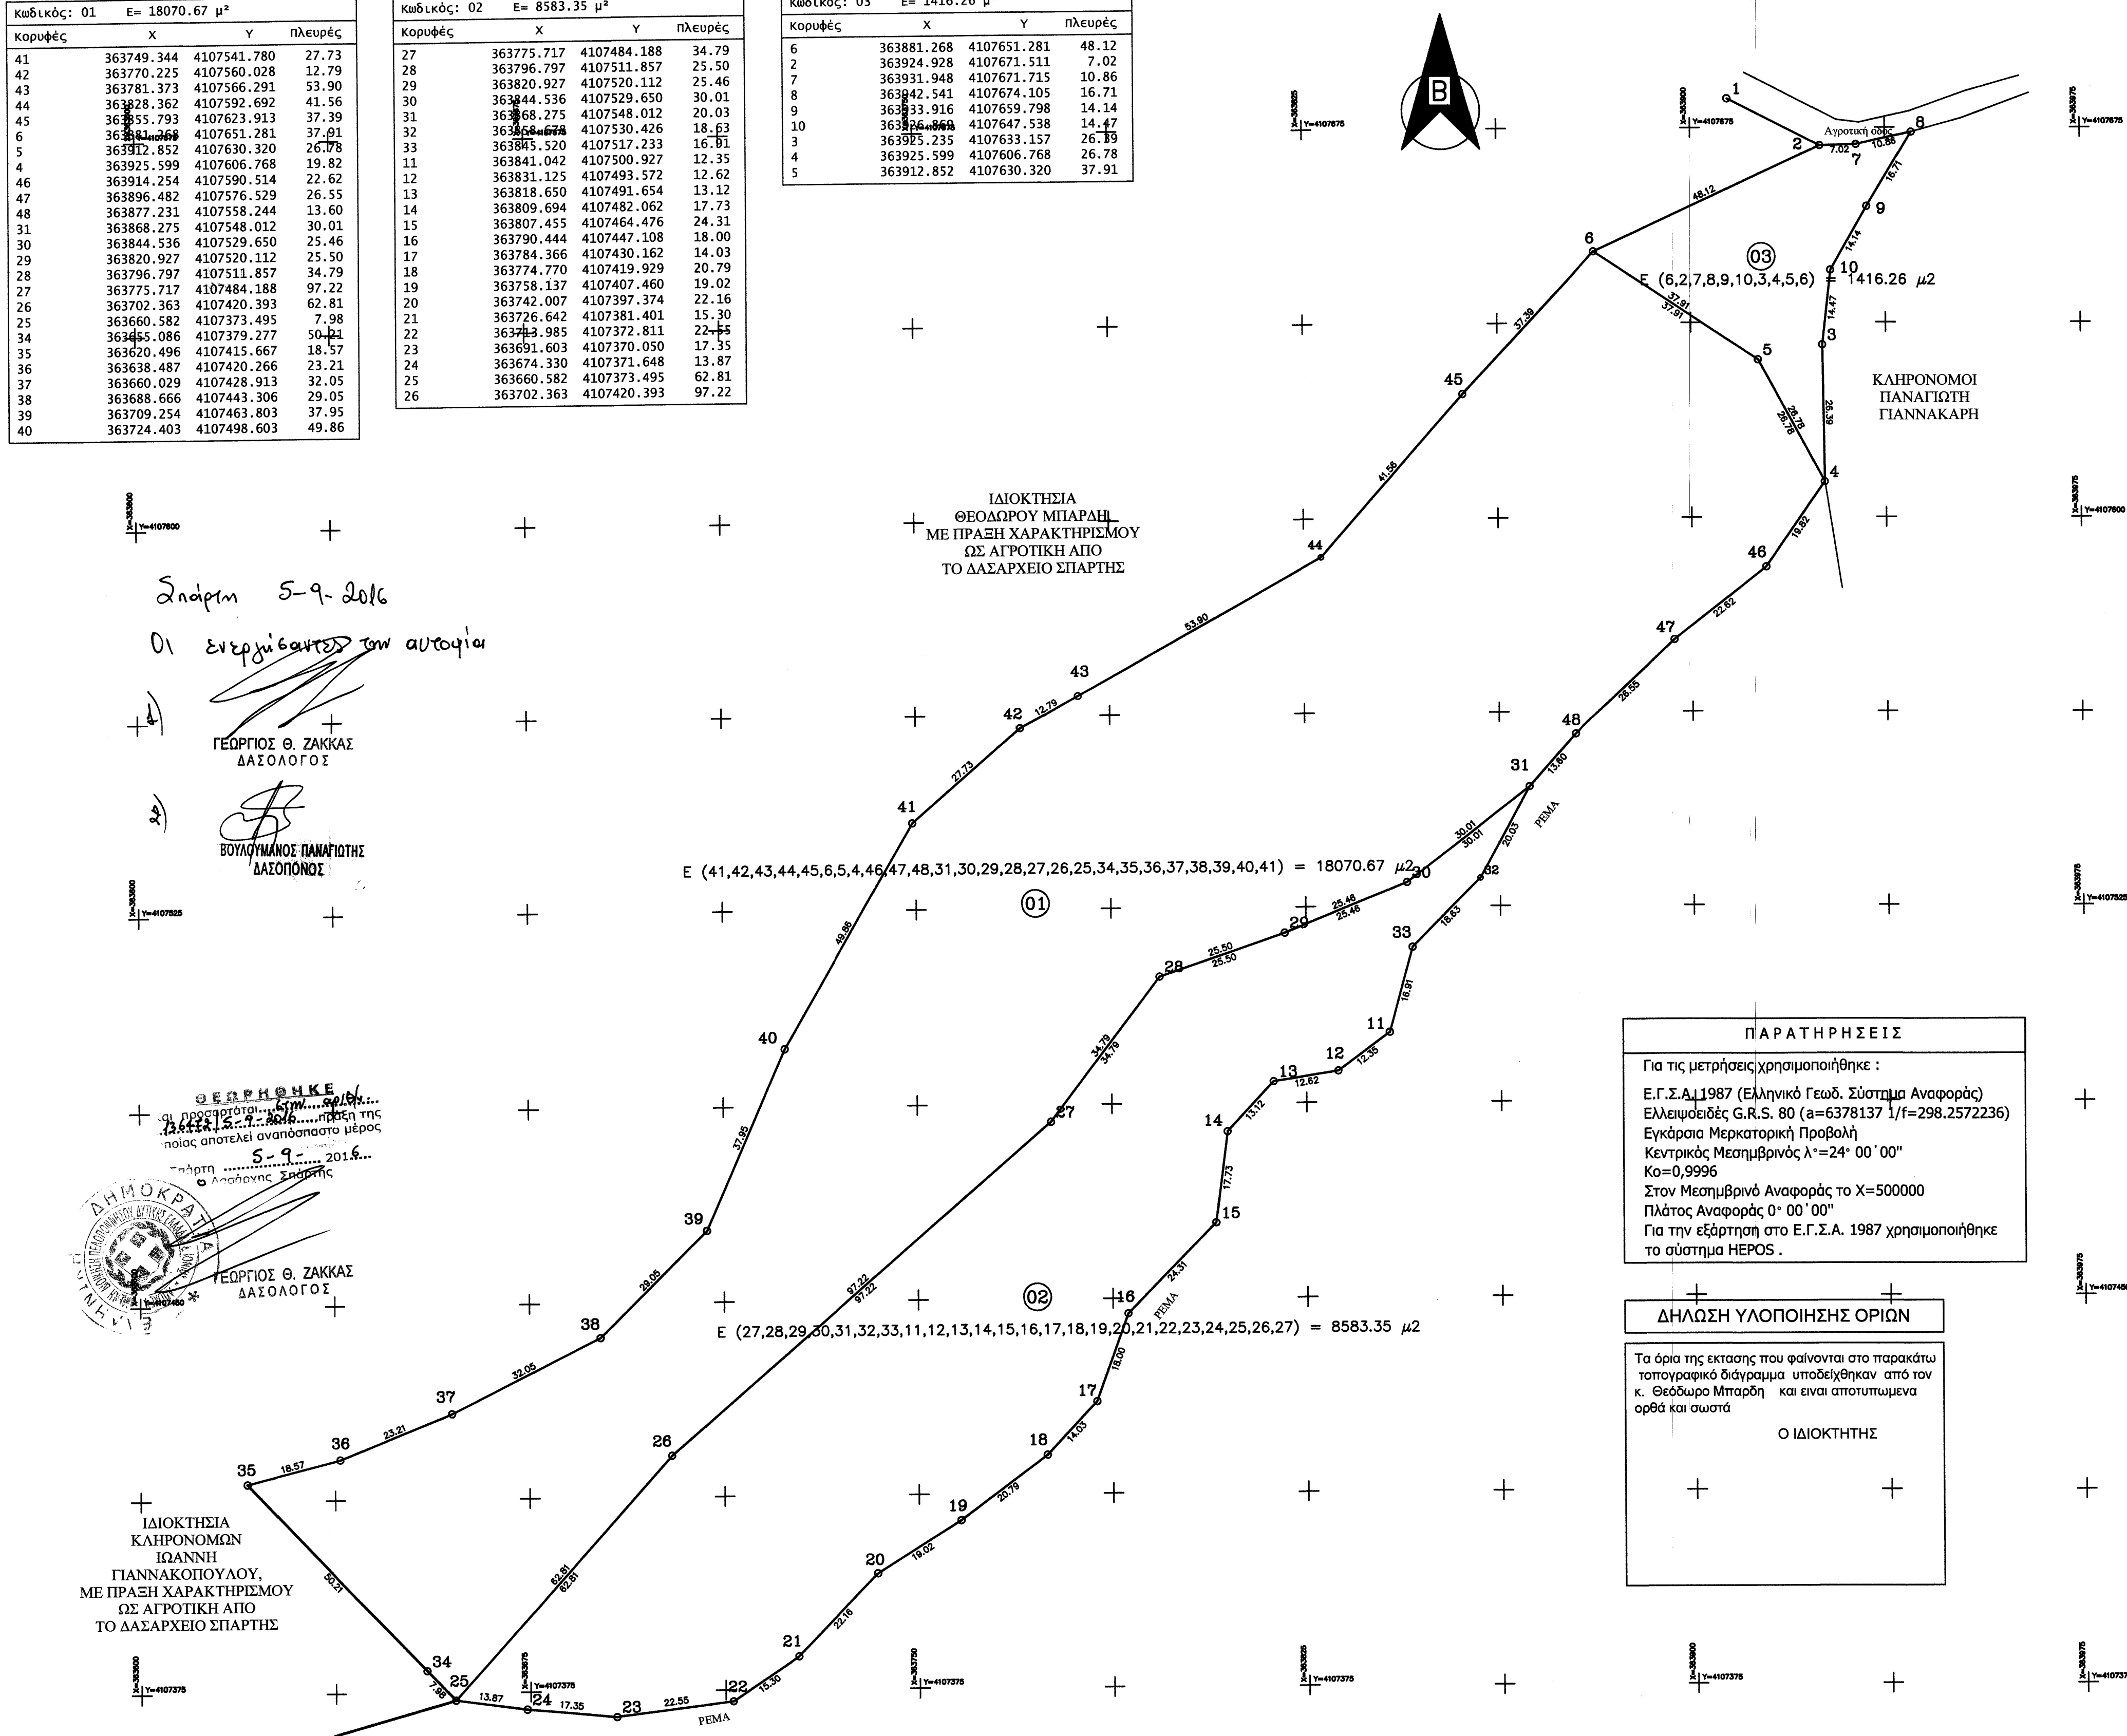 Κωδικός: 01 E= 18070.67 μ²
Κορυφές X Y Πλευρές
41 363749.344 4107541.780 27.73
42 363770.225 4107560.028 12.79
43 363781.373 4107566.291 53.90
44 363828.362 4107592.692 41.56
45 363855.793 4107623.913 37.39
6 363881.268 4107651.281 37.91
5 363912.852 4107630.320 26.78
4 363925.599 4107606.768 19.82
46 363914.254 4107590.514 22.62
47 363896.482 4107576.529 26.55
48 363877.231 4107558.244 13.60
31 363868.275 4107548.012 30.01
30 363844.536 4107529.650 25.46
29 363820.927 4107520.112 25.50
28 363796.797 4107511.857 34.79
27 363775.717 4107484.188 97.22
26 363702.363 4107420.393 62.81
25 363660.582 4107373.495 7.98
34 363655.086 4107379.277 50.21
35 363620.496 4107415.667 18.57
36 363638.487 4107420.266 23.21
37 363660.029 4107428.913 32.05
38 363688.666 4107443.306 29.05
39 363709.254 4107463.803 37.95
40 363724.403 4107498.603 49.86
Κωδικός: 02 E= 8583.35 μ²
Κορυφές X Y Πλευρές
27 363775.717 4107484.188 34.79
28 363796.797 4107511.857 25.50
29 363820.927 4107520.112 25.46
30 363844.536 4107529.650 30.01
31 363868.275 4107548.012 20.03
32 363858.678 4107530.426 18.63
33 363845.520 4107517.233 16.91
11 363841.042 4107500.927 12.35
12 363831.125 4107493.572 12.62
13 363818.650 4107491.654 13.12
14 363809.694 4107482.062 17.73
15 363807.455 4107464.476 24.31
16 363790.444 4107447.108 18.00
17 363784.366 4107430.162 14.03
18 363774.770 4107419.929 20.79
19 363758.137 4107407.460 19.02
20 363742.007 4107397.374 22.16
21 363726.642 4107381.401 15.30
22 363713.985 4107372.811 22.55
23 363691.603 4107370.050 17.35
24 363674.330 4107371.648 13.87
25 363660.582 4107373.495 62.81
26 363702.363 4107420.393 97.22
Κωδικός: 03 E= 1416.26 μ
Κορυφές X Y Πλευρές
6 363881.268 4107651.281 48.12
2 363924.928 4107671.511 7.02
7 363931.948 4107671.715 10.86
8 363942.541 4107674.105 16.71
9 363933.916 4107659.798 14.14
10 363926.869 4107647.538 14.47
3 363925.235 4107633.157 26.39
4 363925.599 4107606.768 26.78
5 363912.852 4107630.320 37.91
Β
Αγροτική οδος
03
E (6,2,7,8,9,10,3,4,5,6) = 1416.26 μ2
ΚΛΗΡΟΝΟΜΟΙ
ΠΑΝΑΓΙΩΤΗ
ΓΙΑΝΝΑΚΑΡΗ
ΙΔΙΟΚΤΗΣΙΑ
ΘΕΟΔΩΡΟΥ ΜΠΑΡΔΗ
ΜΕ ΠΡΑΞΗ ΧΑΡΑΚΤΗΡΙΣΜΟΥ
ΩΣ ΑΓΡΟΤΙΚΗ ΑΠΟ
ΤΟ ΔΑΣΑΡΧΕΙΟ ΣΠΑΡΤΗΣ
Σπάρτη 5-9-2016
Οι ενεργήσαντες την αυτοψία
1)
ΓΕΩΡΓΙΟΣ Θ. ΖΑΚΚΑΣ
ΔΑΣΟΛΟΓΟΣ
2)
ΒΟΥΛΟΥΜΑΝΟΣ ΠΑΝΑΓΙΩΤΗΣ
ΔΑΣΟΠΟΝΟΣ
E (41,42,43,44,45,6,5,4,46,47,48,31,30,29,28,27,26,25,34,35,36,37,38,39,40,41) = 18070.67 μ2
01
ΡΕΜΑ
02
E (27,28,29,30,31,32,33,11,12,13,14,15,16,17,18,19,20,21,22,23,24,25,26,27) = 8583.35 μ2
ΡΕΜΑ
ΡΕΜΑ
ΘΕΩΡΗΘΗΚΕ
αι προσαρτάται στην αριθμ.
5-9-2016 πράξη της
ποίας αποτελεί αναπόσπαστο μέρος
Σπάρτη 5-9- 2016
Ο Δασάρχης Σπάρτης
ΓΕΩΡΓΙΟΣ Θ. ΖΑΚΚΑΣ
ΔΑΣΟΛΟΓΟΣ
ΙΔΙΟΚΤΗΣΙΑ
ΚΛΗΡΟΝΟΜΩΝ
ΙΩΑΝΝΗ
ΓΙΑΝΝΑΚΟΠΟΥΛΟΥ,
ΜΕ ΠΡΑΞΗ ΧΑΡΑΚΤΗΡΙΣΜΟΥ
ΩΣ ΑΓΡΟΤΙΚΗ ΑΠΟ
ΤΟ ΔΑΣΑΡΧΕΙΟ ΣΠΑΡΤΗΣ
ΠΑΡΑΤΗΡΗΣΕΙΣ
Για τις μετρήσεις χρησιμοποιήθηκε :
Ε.Γ.Σ.Α. 1987 (Ελληνικό Γεωδ. Σύστημα Αναφοράς)
Ελλειψοειδές G.R.S. 80 (a=6378137 1/f=298.2572236)
Εγκάρσια Μερκατορική Προβολή
Κεντρικός Μεσημβρινός λ°=24° 00΄00"
Κο=0,9996
Στον Μεσημβρινό Αναφοράς το Χ=500000
Πλάτος Αναφοράς 0° 00΄00"
Για την εξάρτηση στο Ε.Γ.Σ.Α. 1987 χρησιμοποιήθηκε
το σύστημα HEPOS .
ΔΗΛΩΣΗ ΥΛΟΠΟΙΗΣΗΣ ΟΡΙΩΝ
Τα όρια της εκτασης που φαίνονται στο παρακάτω
τοπογραφικό διάγραμμα υποδείχθηκαν από τον
κ. Θεόδωρο Μπαρδη και ειναι αποτυπωμενα
ορθά και σωστά
Ο ΙΔΙΟΚΤΗΤΗΣ